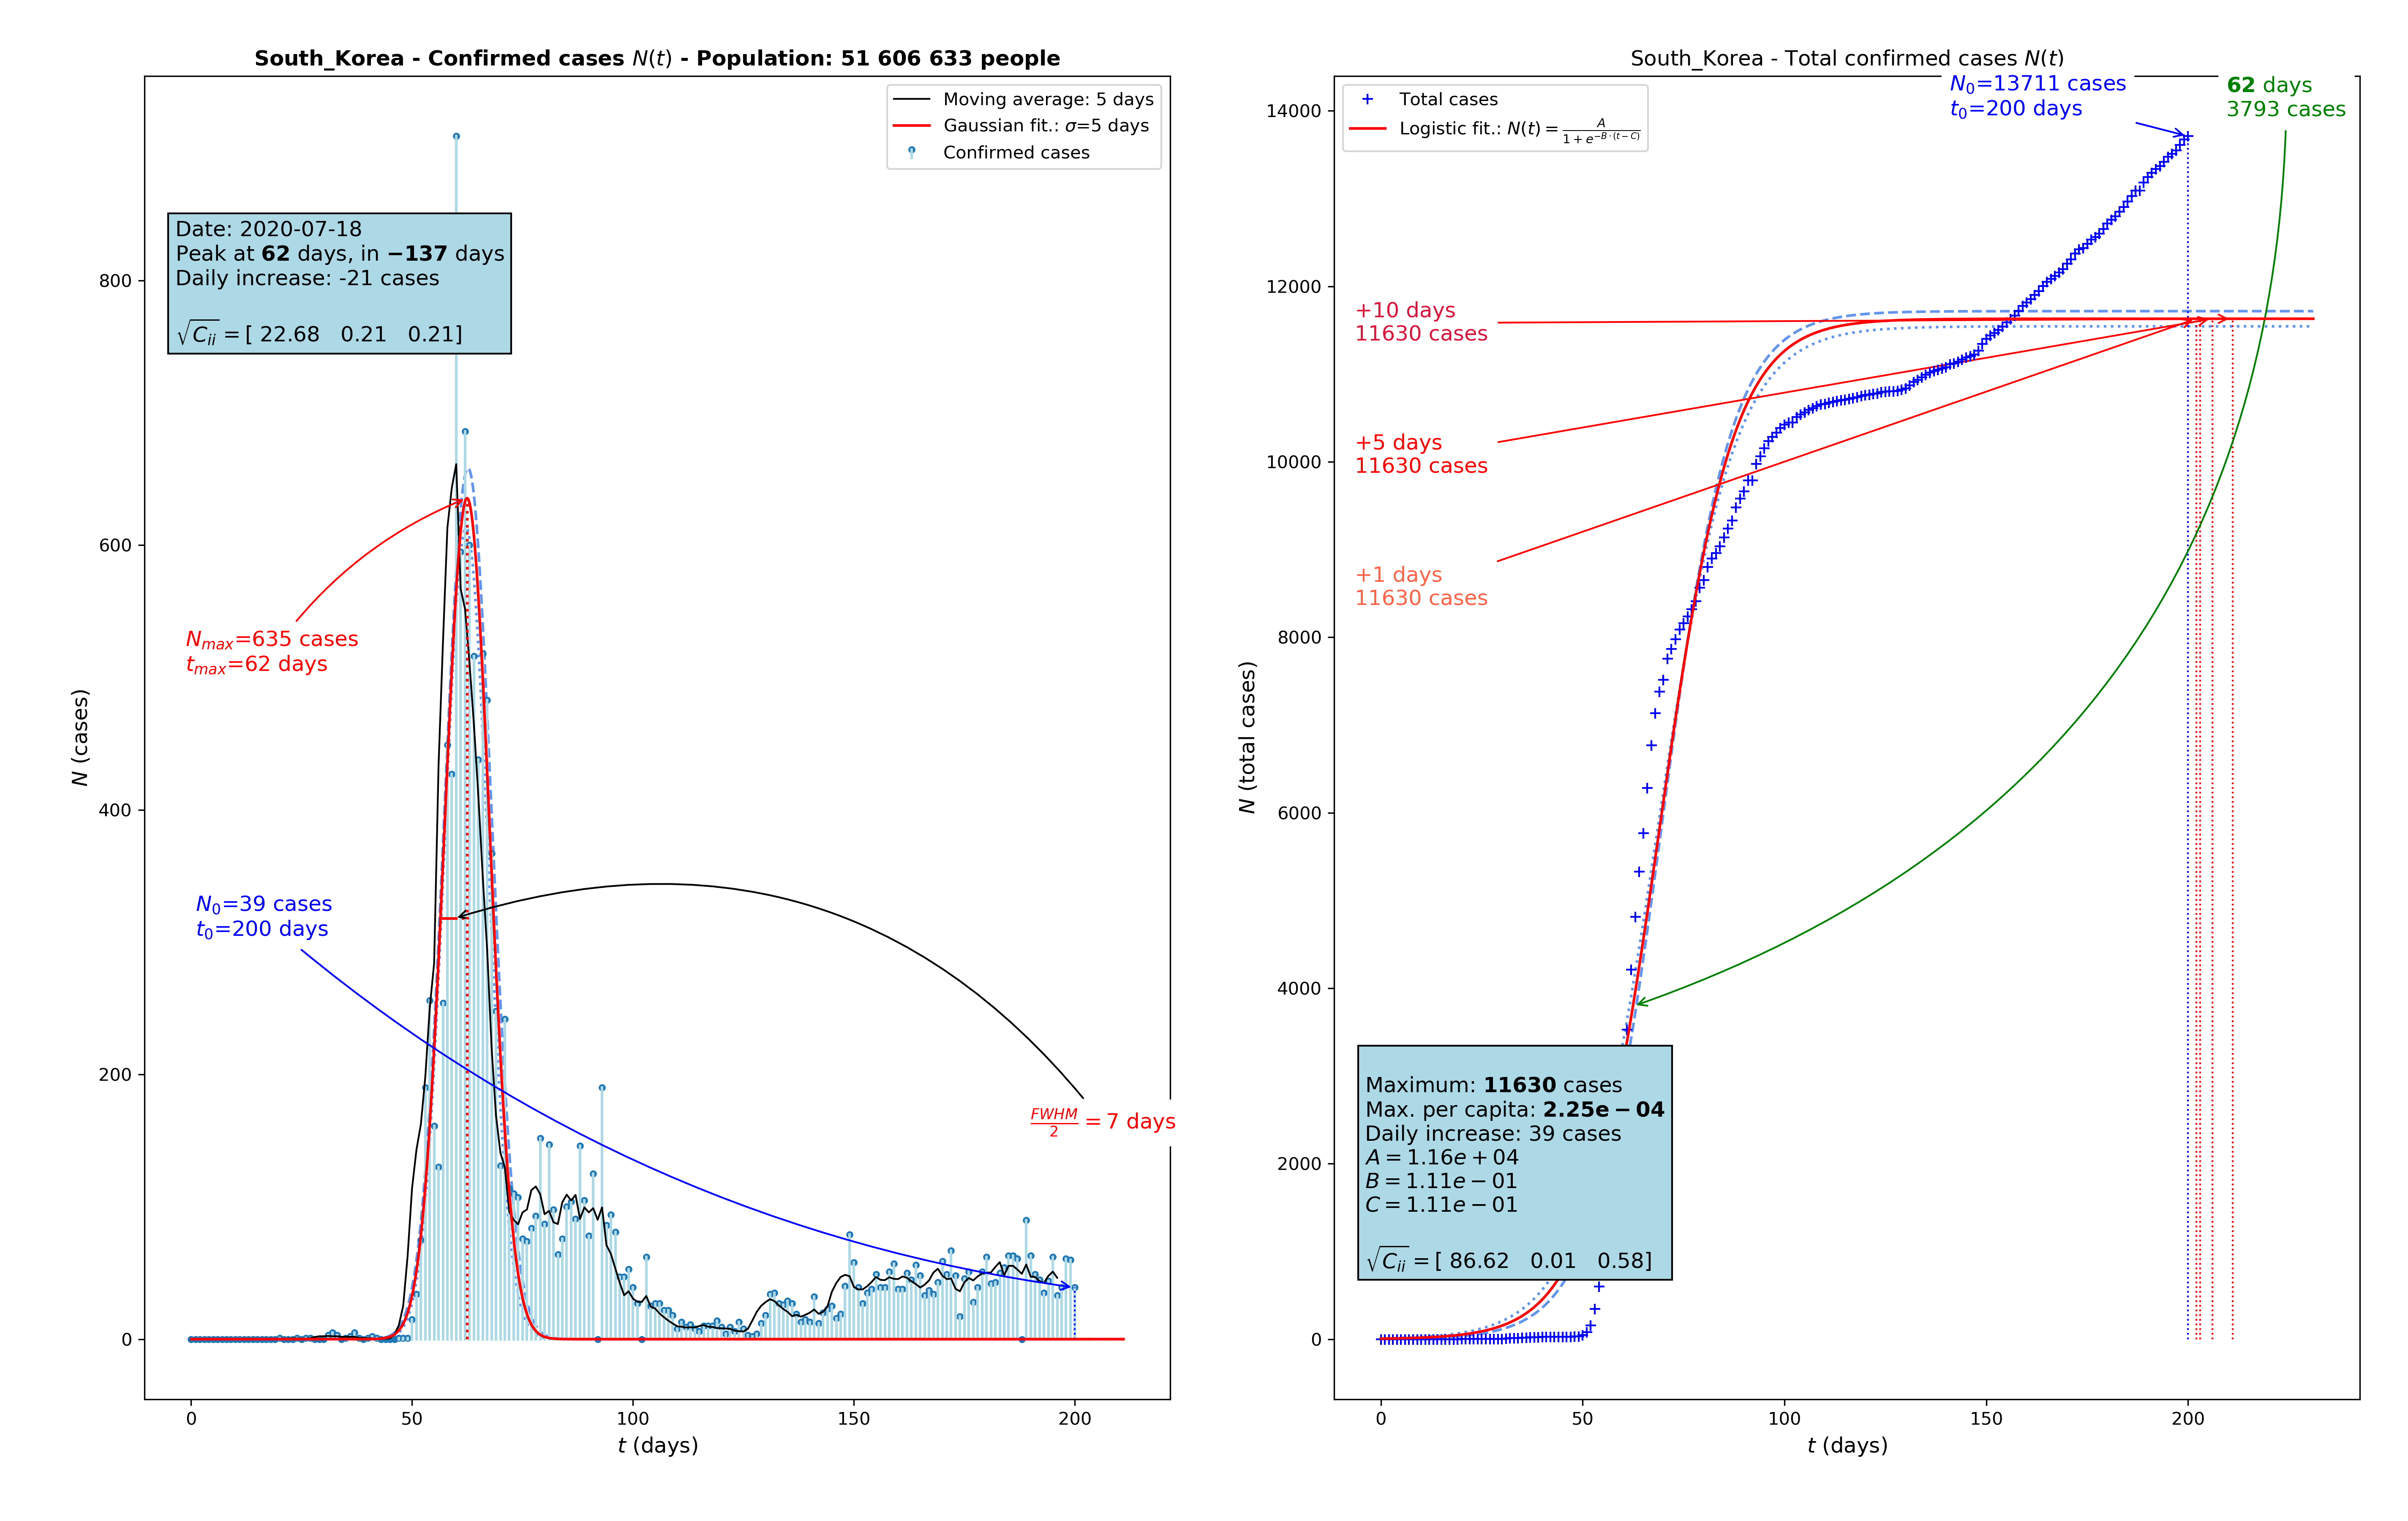 South_Korea - Confirmed cases N(t) - Population: 51 606 633 people
Moving average: 5 days
Gaussian fit.: σ=5 days
Confirmed cases
Date: 2020-07-18
Peak at 62 days, in −137 days
Daily increase: -21 cases
√C_ii = [ 22.68 0.21 0.21]
N_max=635 cases
t_max=62 days
N_0=39 cases
t_0=200 days
FWHM/2 = 7 days
N (cases)
800
600
400
200
0
0 50 100 150 200
t (days)
South_Korea - Total confirmed cases N(t)
Total cases
Logistic fit.: N(t) = A/(1 + e^{−B·(t−C)})
N_0=13711 cases
t_0=200 days
62 days
3793 cases
+10 days
11630 cases
+5 days
11630 cases
+1 days
11630 cases
Maximum: 11630 cases
Max. per capita: 2.25e − 04
Daily increase: 39 cases
A = 1.16e + 04
B = 1.11e − 01
C = 1.11e − 01
√C_ii = [ 86.62 0.01 0.58]
N (total cases)
14000
12000
10000
8000
6000
4000
2000
0
0 50 100 150 200
t (days)